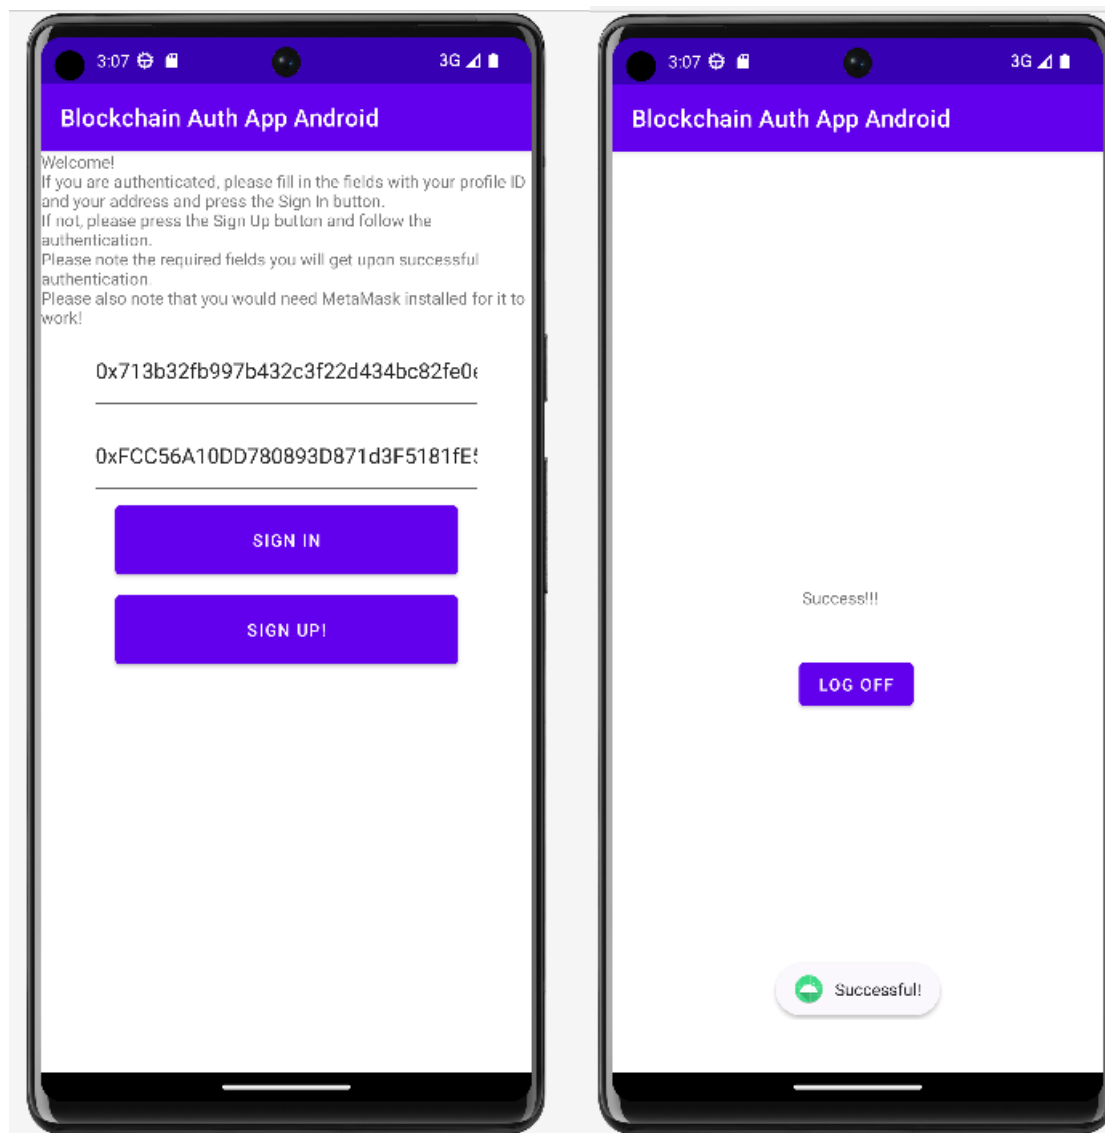 3:07 3G
Blockchain Auth App Android
Welcome!
If you are authenticated, please fill in the fields with your profile ID
and your address and press the Sign In button.
If not, please press the Sign Up button and follow the
authentication.
Please note the required fields you will get upon successful
authentication.
Please also note that you would need MetaMask installed for it to
work!
0x713b32fb997b432c3f22d434bc82fe0
0xFCC56A10DD780893D871d3F5181fE
SIGN IN
SIGN UP!
3:07 3G
Blockchain Auth App Android
Success!!!
LOG OFF
Successful!